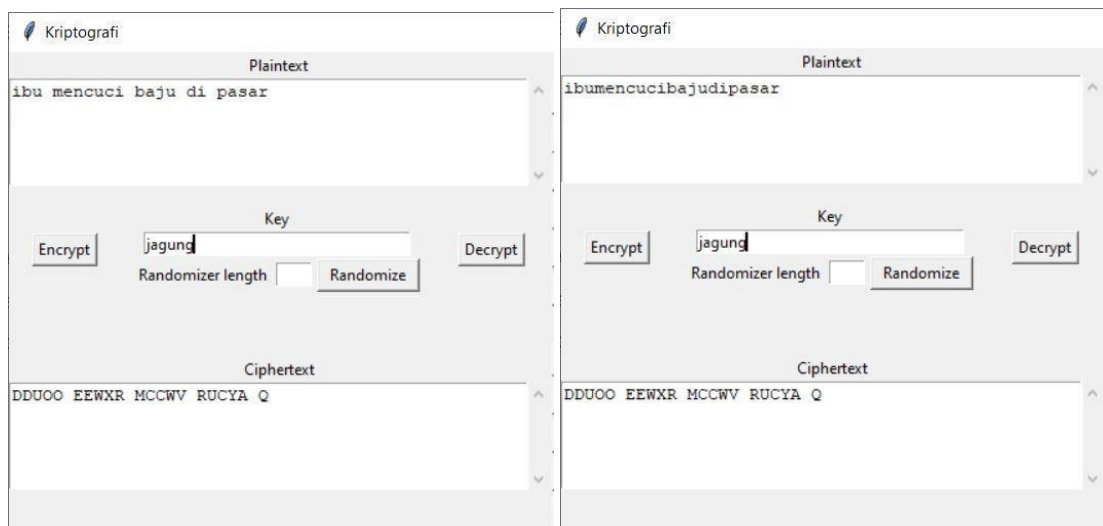 Kriptografi
Plaintext
ibu mencuci baju di pasar
Key
Encrypt
jagung
Decrypt
Randomizer length
Randomize
Ciphertext
DDUOO EEWXR MCCWV RUCYA Q
Kriptografi
Plaintext
ibumencucibajudipasar
Key
Encrypt
jagung
Decrypt
Randomizer length
Randomize
Ciphertext
DDUOO EEWXR MCCWV RUCYA Q